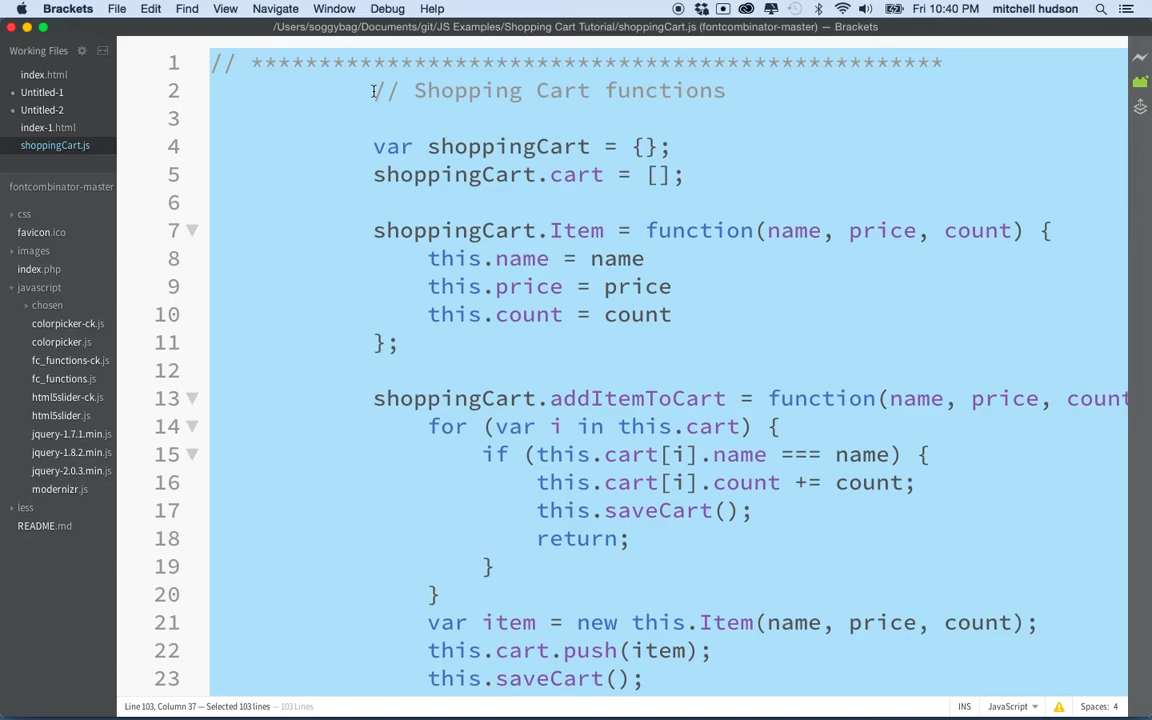 Brackets File Edit Find View Navigate Window Debug Help Fri 10:40 PM mitchell hudson
/Users/soggybag/Documents/git/JS Examples/Shopping Cart Tutorial/shoppingCart.js (fontcombinator-master) — Brackets
Working Files
index.html
Untitled-1
Untitled-2
index-1.html
shoppingCart.js
fontcombinator-master
css
favicon.ico
images
index.php
javascript
chosen
colorpicker-ck.js
colorpicker.js
fc_functions-ck.js
fc_functions.js
html5slider-ck.js
html5slider.js
jquery-1.7.1.min.js
jquery-1.8.2.min.js
jquery-2.0.3.min.js
modernizr.js
less
README.md
1 // ***************************************************
2 // Shopping Cart functions
3
4 var shoppingCart = {};
5 shoppingCart.cart = [];
6
7 shoppingCart.Item = function(name, price, count) {
8 this.name = name
9 this.price = price
10 this.count = count
11 };
12
13 shoppingCart.addItemToCart = function(name, price, count
14 for (var i in this.cart) {
15 if (this.cart[i].name === name) {
16 this.cart[i].count += count;
17 this.saveCart();
18 return;
19 }
20 }
21 var item = new this.Item(name, price, count);
22 this.cart.push(item);
23 this.saveCart();
Line 103, Column 37 — Selected 103 lines — 103 Lines INS JavaScript Spaces: 4